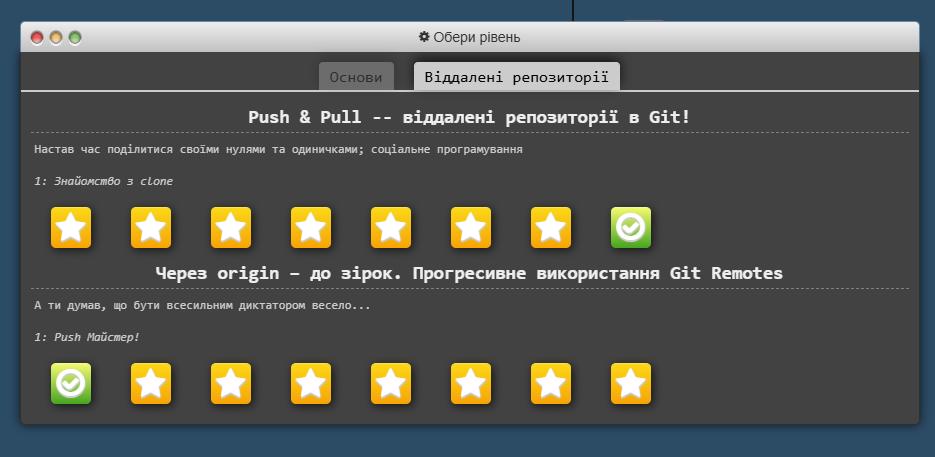 Обери рівень
Основи
Віддалені репозиторії
Push & Pull -- віддалені репозиторії в Git!
Настав час поділитися своїми нулями та одиничками; соціальне програмування
1: Знайомство з clone
Через origin – до зірок. Прогресивне використання Git Remotes
А ти думав, що бути всесильним диктатором весело...
1: Push Майстер!